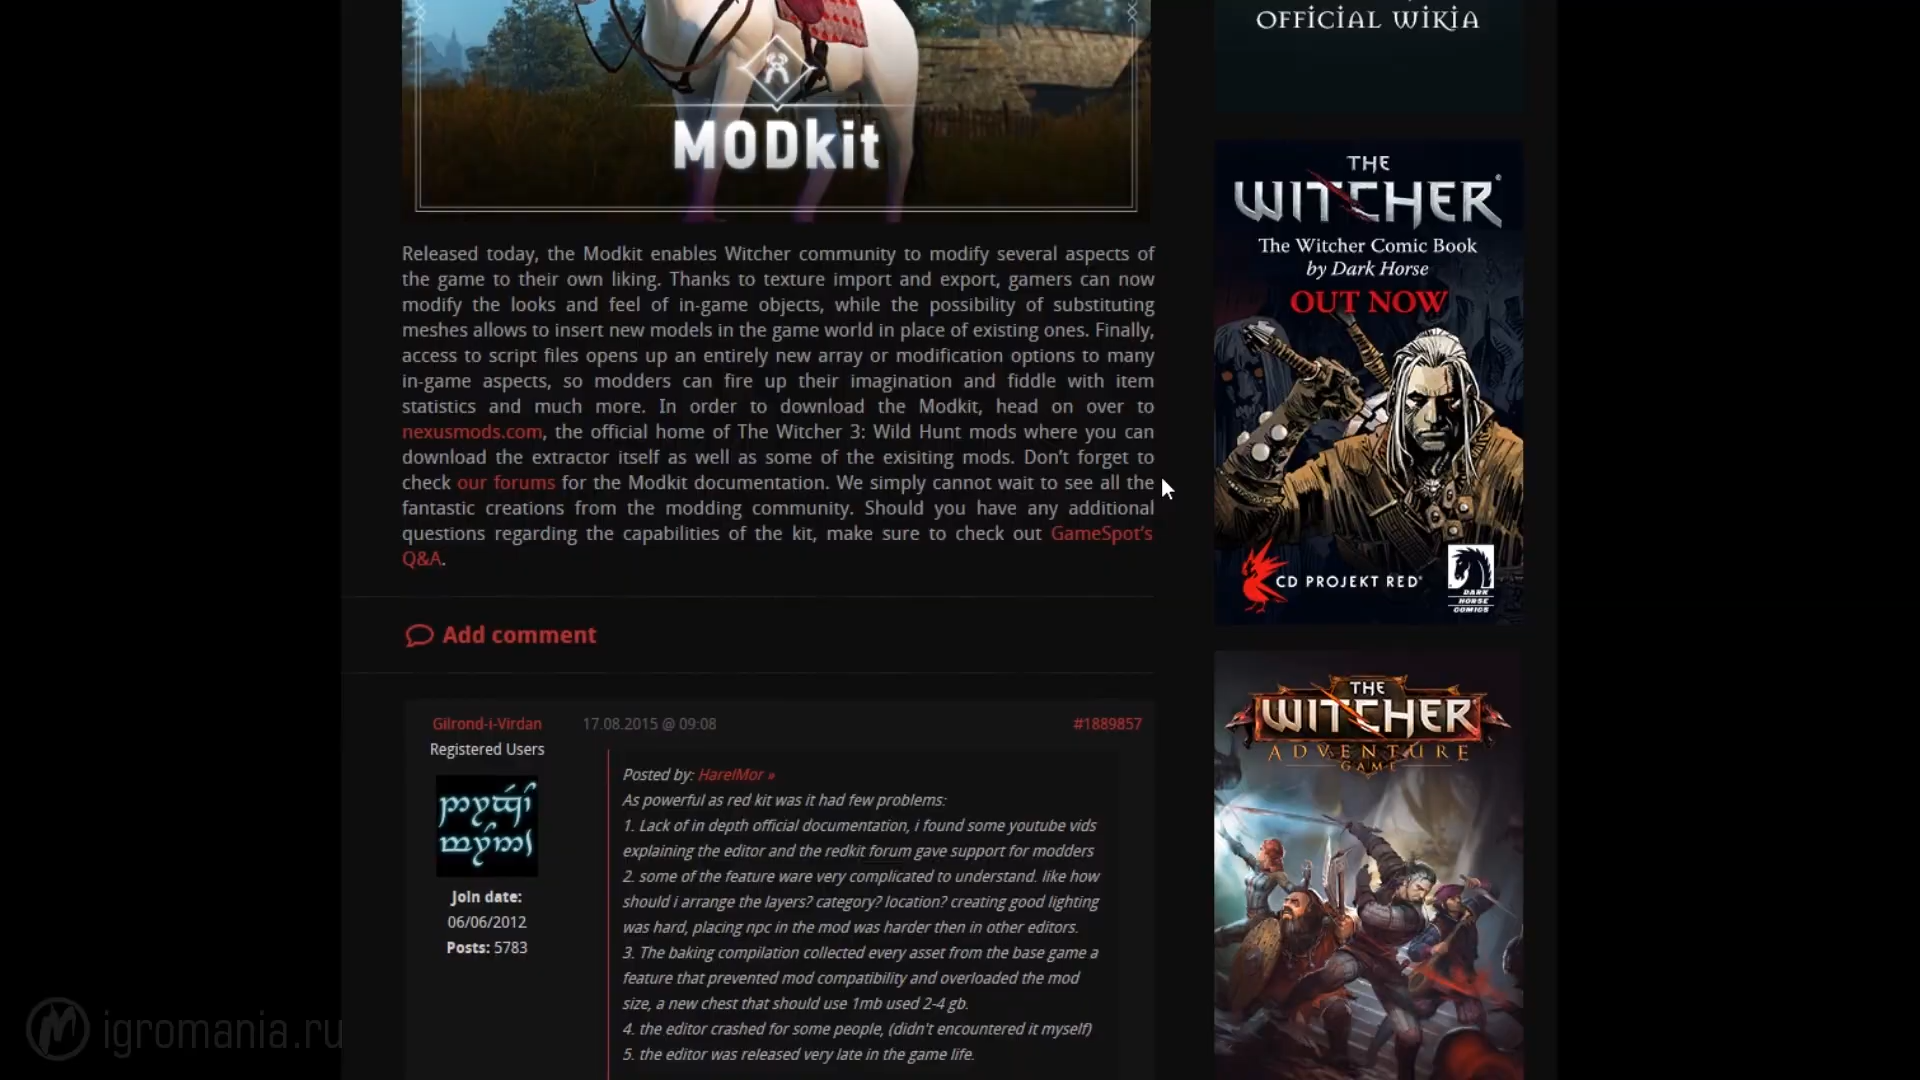 OFFICIAL WIKIA
MODkit
Released today, the Modkit enables Witcher community to modify several aspects of
the game to their own liking. Thanks to texture import and export, gamers can now
modify the looks and feel of in-game objects, while the possibility of substituting
meshes allows to insert new models in the game world in place of existing ones. Finally,
access to script files opens up an entirely new array or modification options to many
in-game aspects, so modders can fire up their imagination and fiddle with item
statistics and much more. In order to download the Modkit, head on over to
nexusmods.com, the official home of The Witcher 3: Wild Hunt mods where you can
download the extractor itself as well as some of the exisiting mods. Don't forget to
check our forums for the Modkit documentation. We simply cannot wait to see all the
fantastic creations from the modding community. Should you have any additional
questions regarding the capabilities of the kit, make sure to check out GameSpot's
Q&A.
Add comment
Gilrond-i-Virdan
Registered Users
Join date:
06/06/2012
Posts: 5783
17.08.2015 @ 09:08
#1889857
Posted by: HarelMor »
As powerful as red kit was it had few problems:
1. Lack of in depth official documentation, i found some youtube vids
explaining the editor and the redkit forum gave support for modders
2. some of the feature ware very complicated to understand. like how
should i arrange the layers? category? location? creating good lighting
was hard, placing npc in the mod was harder then in other editors.
3. The baking compilation collected every asset from the base game a
feature that prevented mod compatibility and overloaded the mod
size, a new chest that should use 1mb used 2-4 gb.
4. the editor crashed for some people, (didn't encountered it myself)
5. the editor was released very late in the game life.
THE
WITCHER
The Witcher Comic Book
by Dark Horse
OUT NOW
CD PROJEKT RED
DARK
HORSE
COMICS
THE
WITCHER
ADVENTURE
GAME
igromania.ru